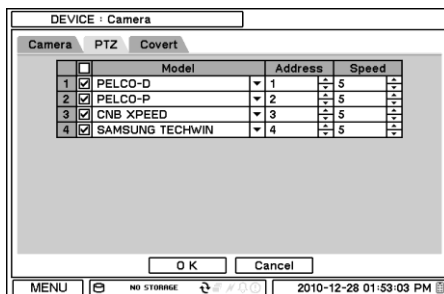 DEVICE : Camera
Camera PTZ Covert
Model Address Speed
1 PELCO-D 1 5
2 PELCO-P 2 5
3 CNB XPEED 3 5
4 SAMSUNG TECHWIN 4 5
OK Cancel
MENU NO STORAGE 2010-12-28 01:53:03 PM